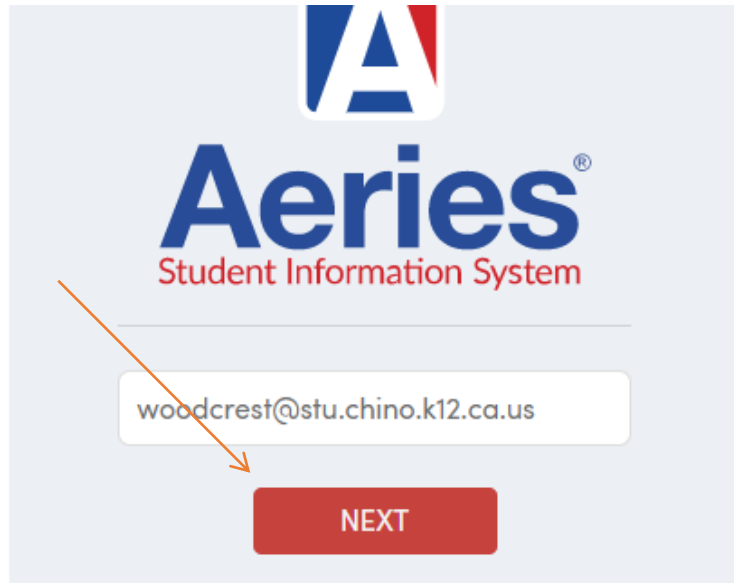 A
Aeries®
Student Information System
woodcrest@stu.chino.k12.ca.us
NEXT